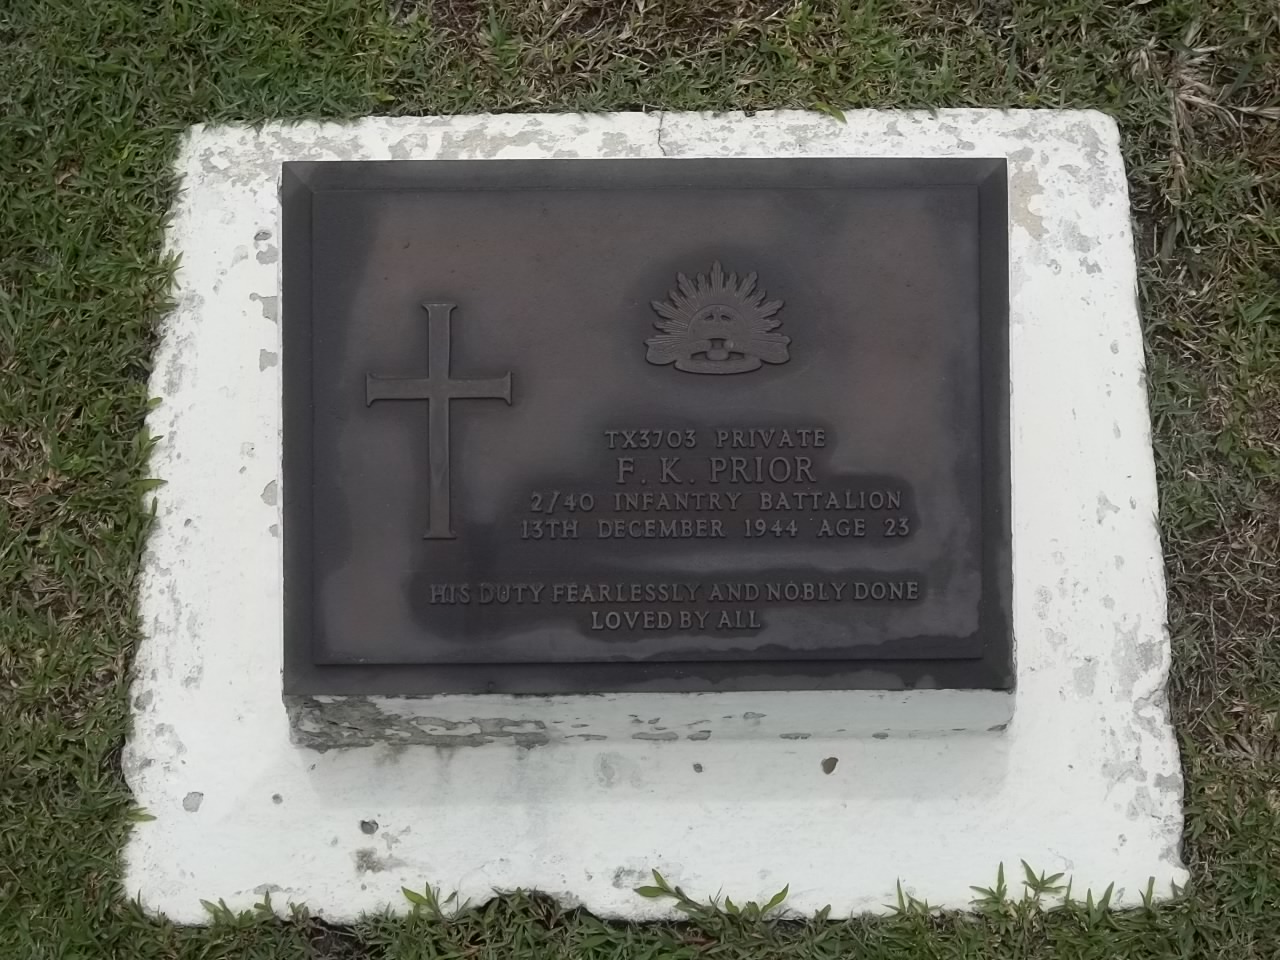 TX3703 PRIVATE
F. K. PRIOR
2/40 INFANTRY BATTALION
13TH DECEMBER 1944 AGE 23
HIS DUTY FEARLESSLY AND NOBLY DONE
LOVED BY ALL